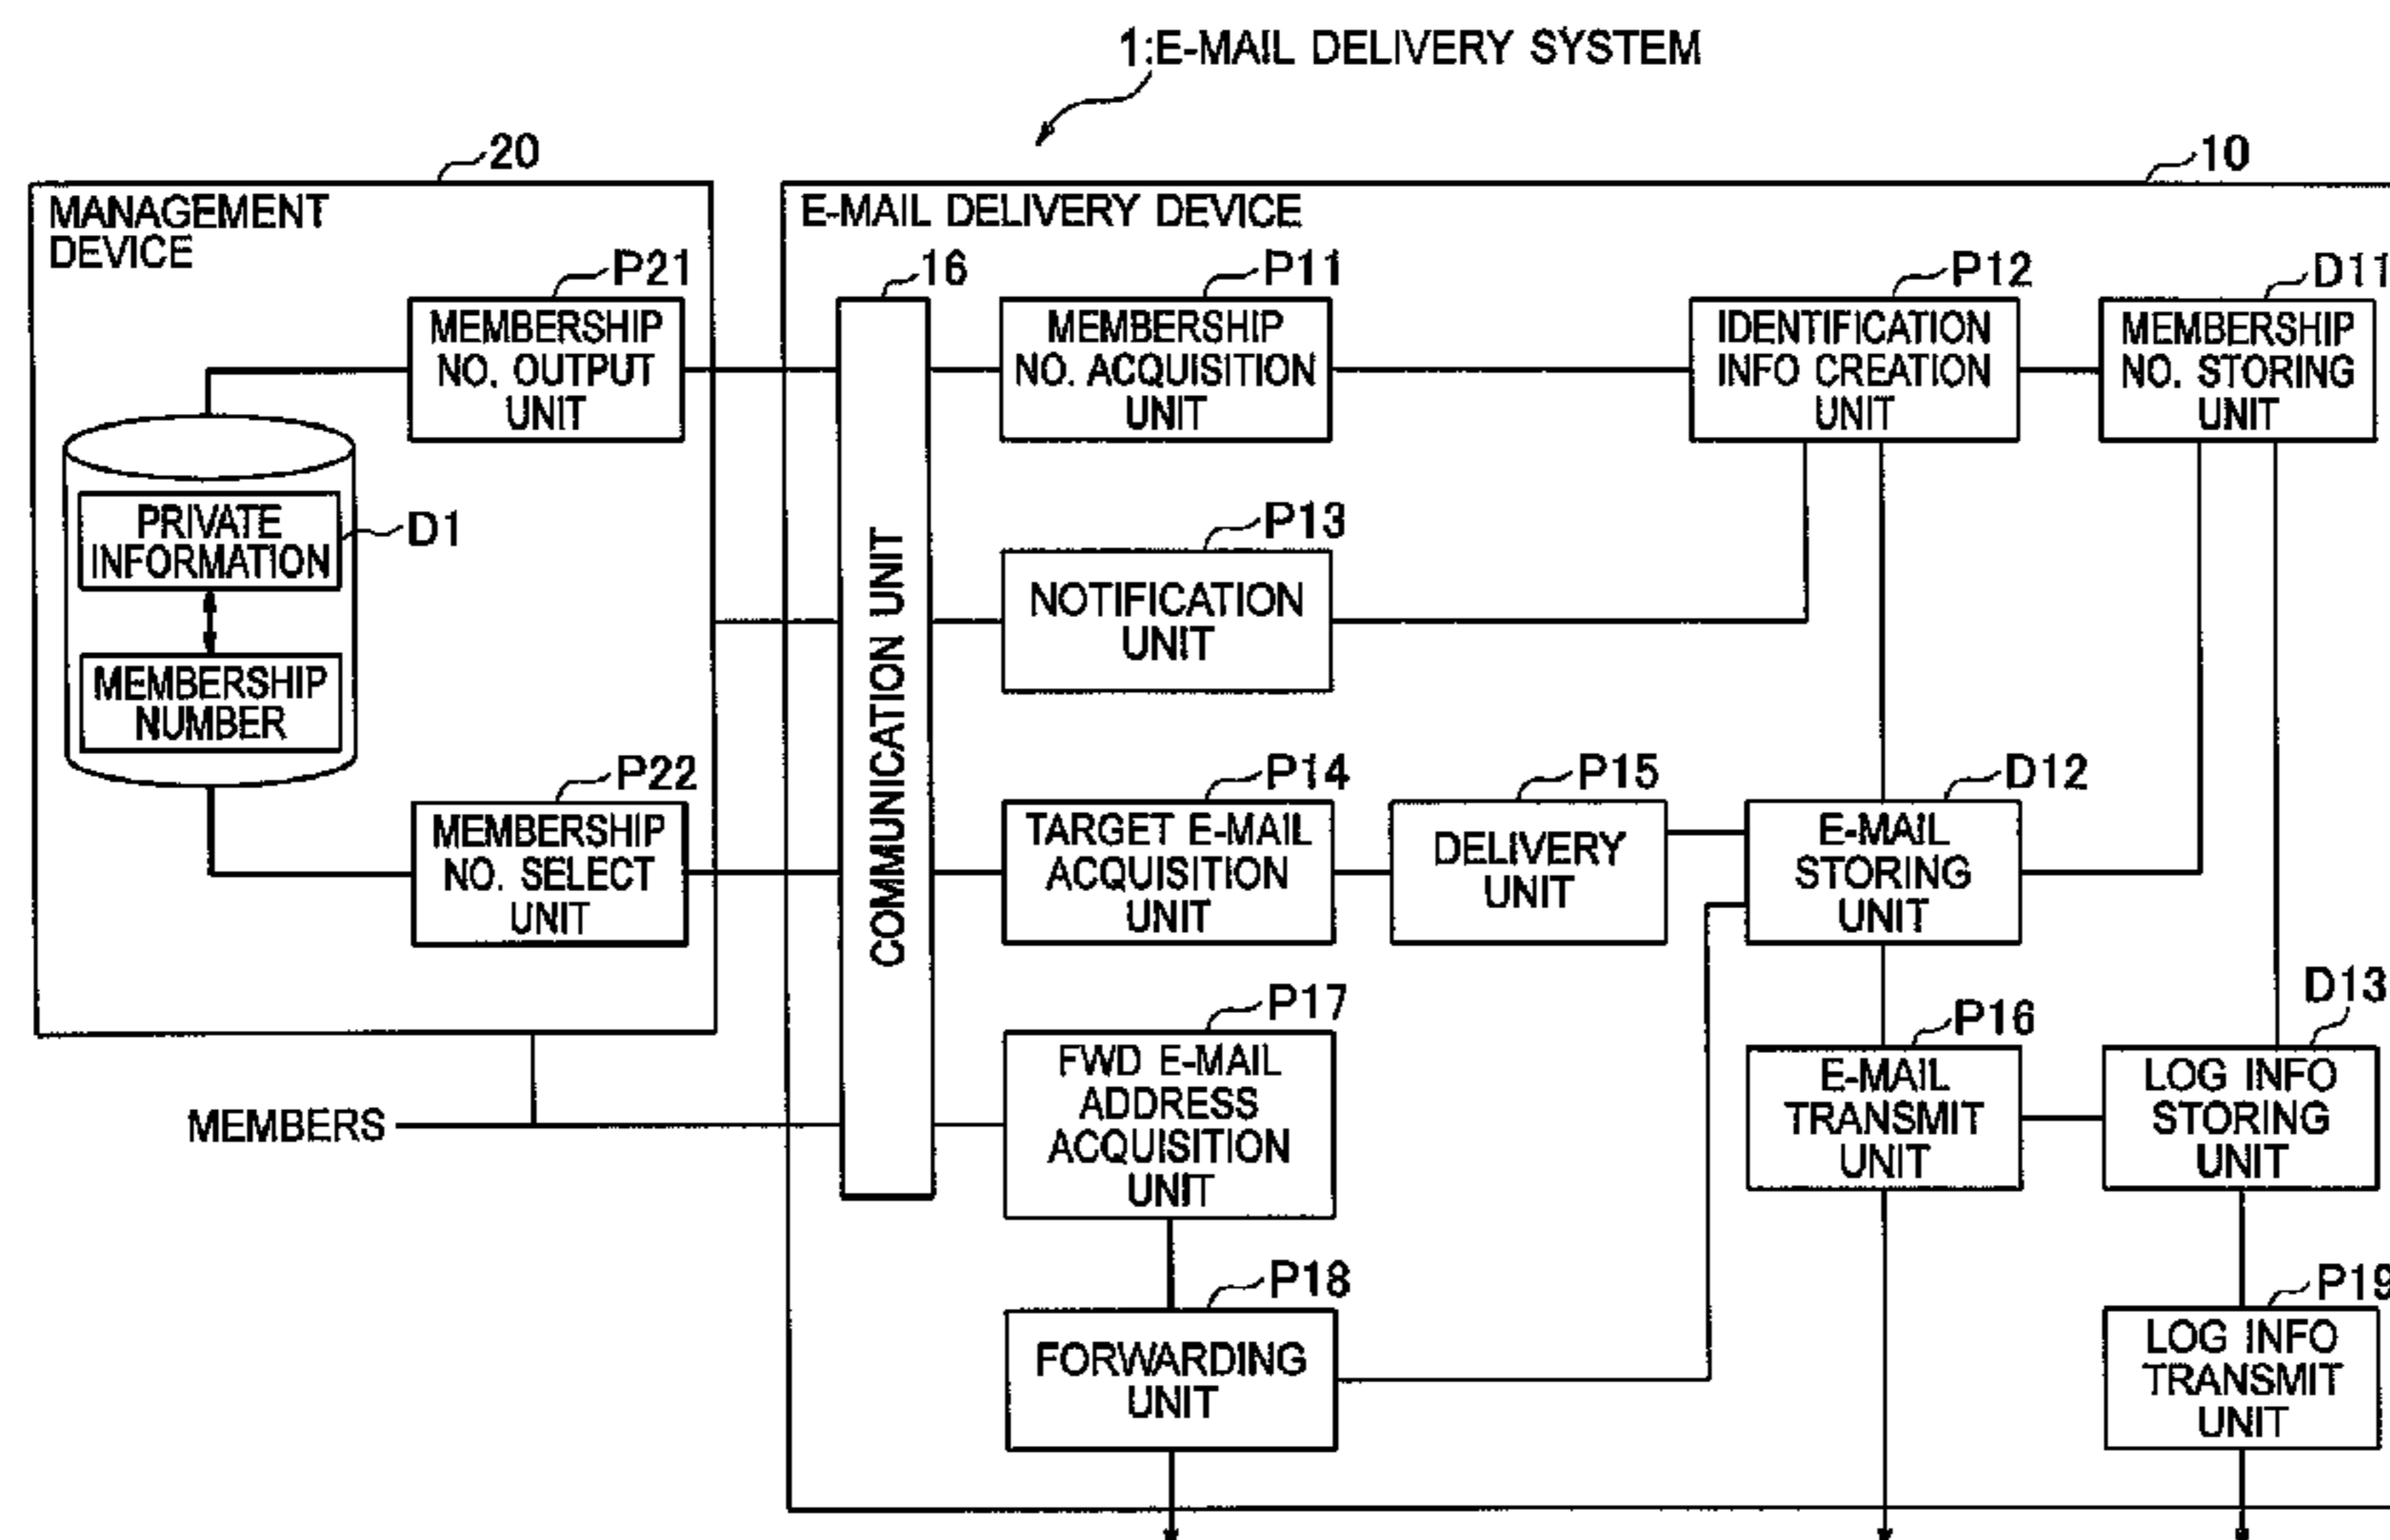 1:E-MAIL DELIVERY SYSTEM
20
10
MANAGEMENT
DEVICE
E-MAIL DELIVERY DEVICE
P21
MEMBERSHIP
NO. OUTPUT
UNIT
16
COMMUNICATION UNIT
P11
MEMBERSHIP
NO. ACQUISITION
UNIT
P12
IDENTIFICATION
INFO CREATION
UNIT
D11
MEMBERSHIP
NO. STORING
UNIT
PRIVATE
INFORMATION
D1
MEMBERSHIP
NUMBER
P13
NOTIFICATION
UNIT
P22
MEMBERSHIP
NO. SELECT
UNIT
P14
TARGET E-MAIL
ACQUISITION
UNIT
P15
DELIVERY
UNIT
D12
E-MAIL
STORING
UNIT
MEMBERS
P17
FWD E-MAIL
ADDRESS
ACQUISITION
UNIT
P16
E-MAIL
TRANSMIT
UNIT
D13
LOG INFO
STORING
UNIT
P18
FORWARDING
UNIT
P19
LOG INFO
TRANSMIT
UNIT